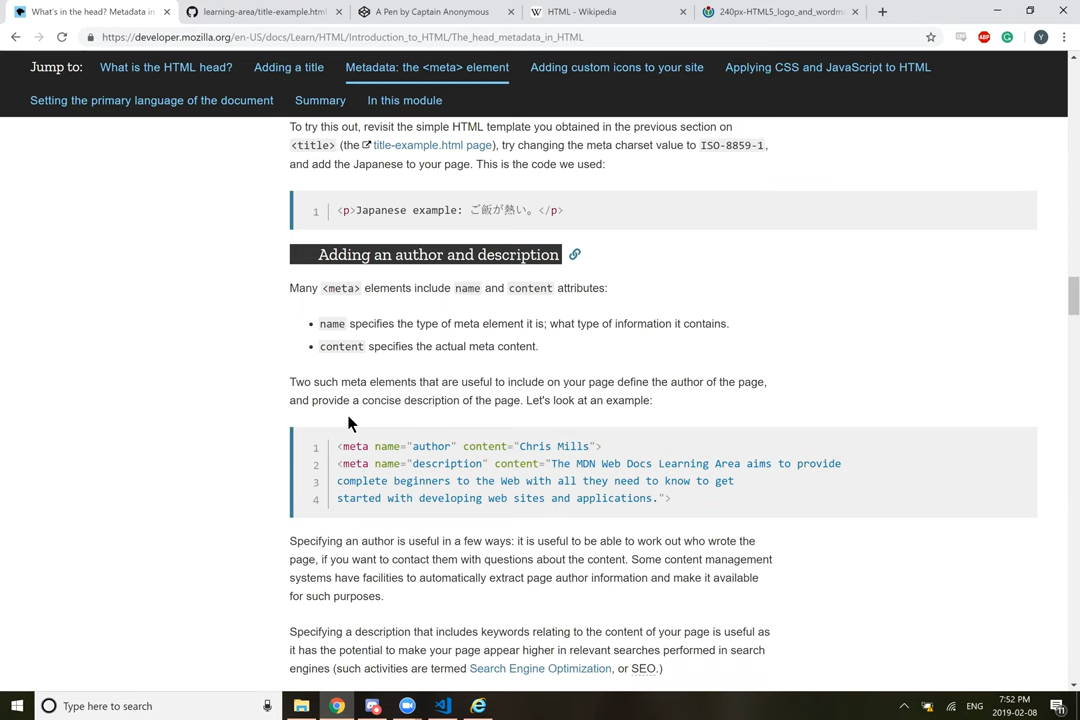 What's in the head? Metadata in
learning-area/title-example.html
A Pen by Captain Anonymous
HTML - Wikipedia
240px-HTML5_logo_and_wordma
https://developer.mozilla.org/en-US/docs/Learn/HTML/Introduction_to_HTML/The_head_metadata_in_HTML
ABP
G
Y
Jump to: What is the HTML head? Adding a title Metadata: the <meta> element Adding custom icons to your site Applying CSS and JavaScript to HTML
Setting the primary language of the document Summary In this module
To try this out, revisit the simple HTML template you obtained in the previous section on
<title> (the title-example.html page), try changing the meta charset value to ISO-8859-1,
and add the Japanese to your page. This is the code we used:
1 <p>Japanese example: ご飯が熱い。</p>
Adding an author and description
Many <meta> elements include name and content attributes:
• name specifies the type of meta element it is; what type of information it contains.
• content specifies the actual meta content.
Two such meta elements that are useful to include on your page define the author of the page,
and provide a concise description of the page. Let's look at an example:
1 <meta name="author" content="Chris Mills">
2 <meta name="description" content="The MDN Web Docs Learning Area aims to provide
3 complete beginners to the Web with all they need to know to get
4 started with developing web sites and applications.">
Specifying an author is useful in a few ways: it is useful to be able to work out who wrote the
page, if you want to contact them with questions about the content. Some content management
systems have facilities to automatically extract page author information and make it available
for such purposes.
Specifying a description that includes keywords relating to the content of your page is useful as
it has the potential to make your page appear higher in relevant searches performed in search
engines (such activities are termed Search Engine Optimization, or SEO.)
Type here to search
ENG
7:52 PM
2019-02-08